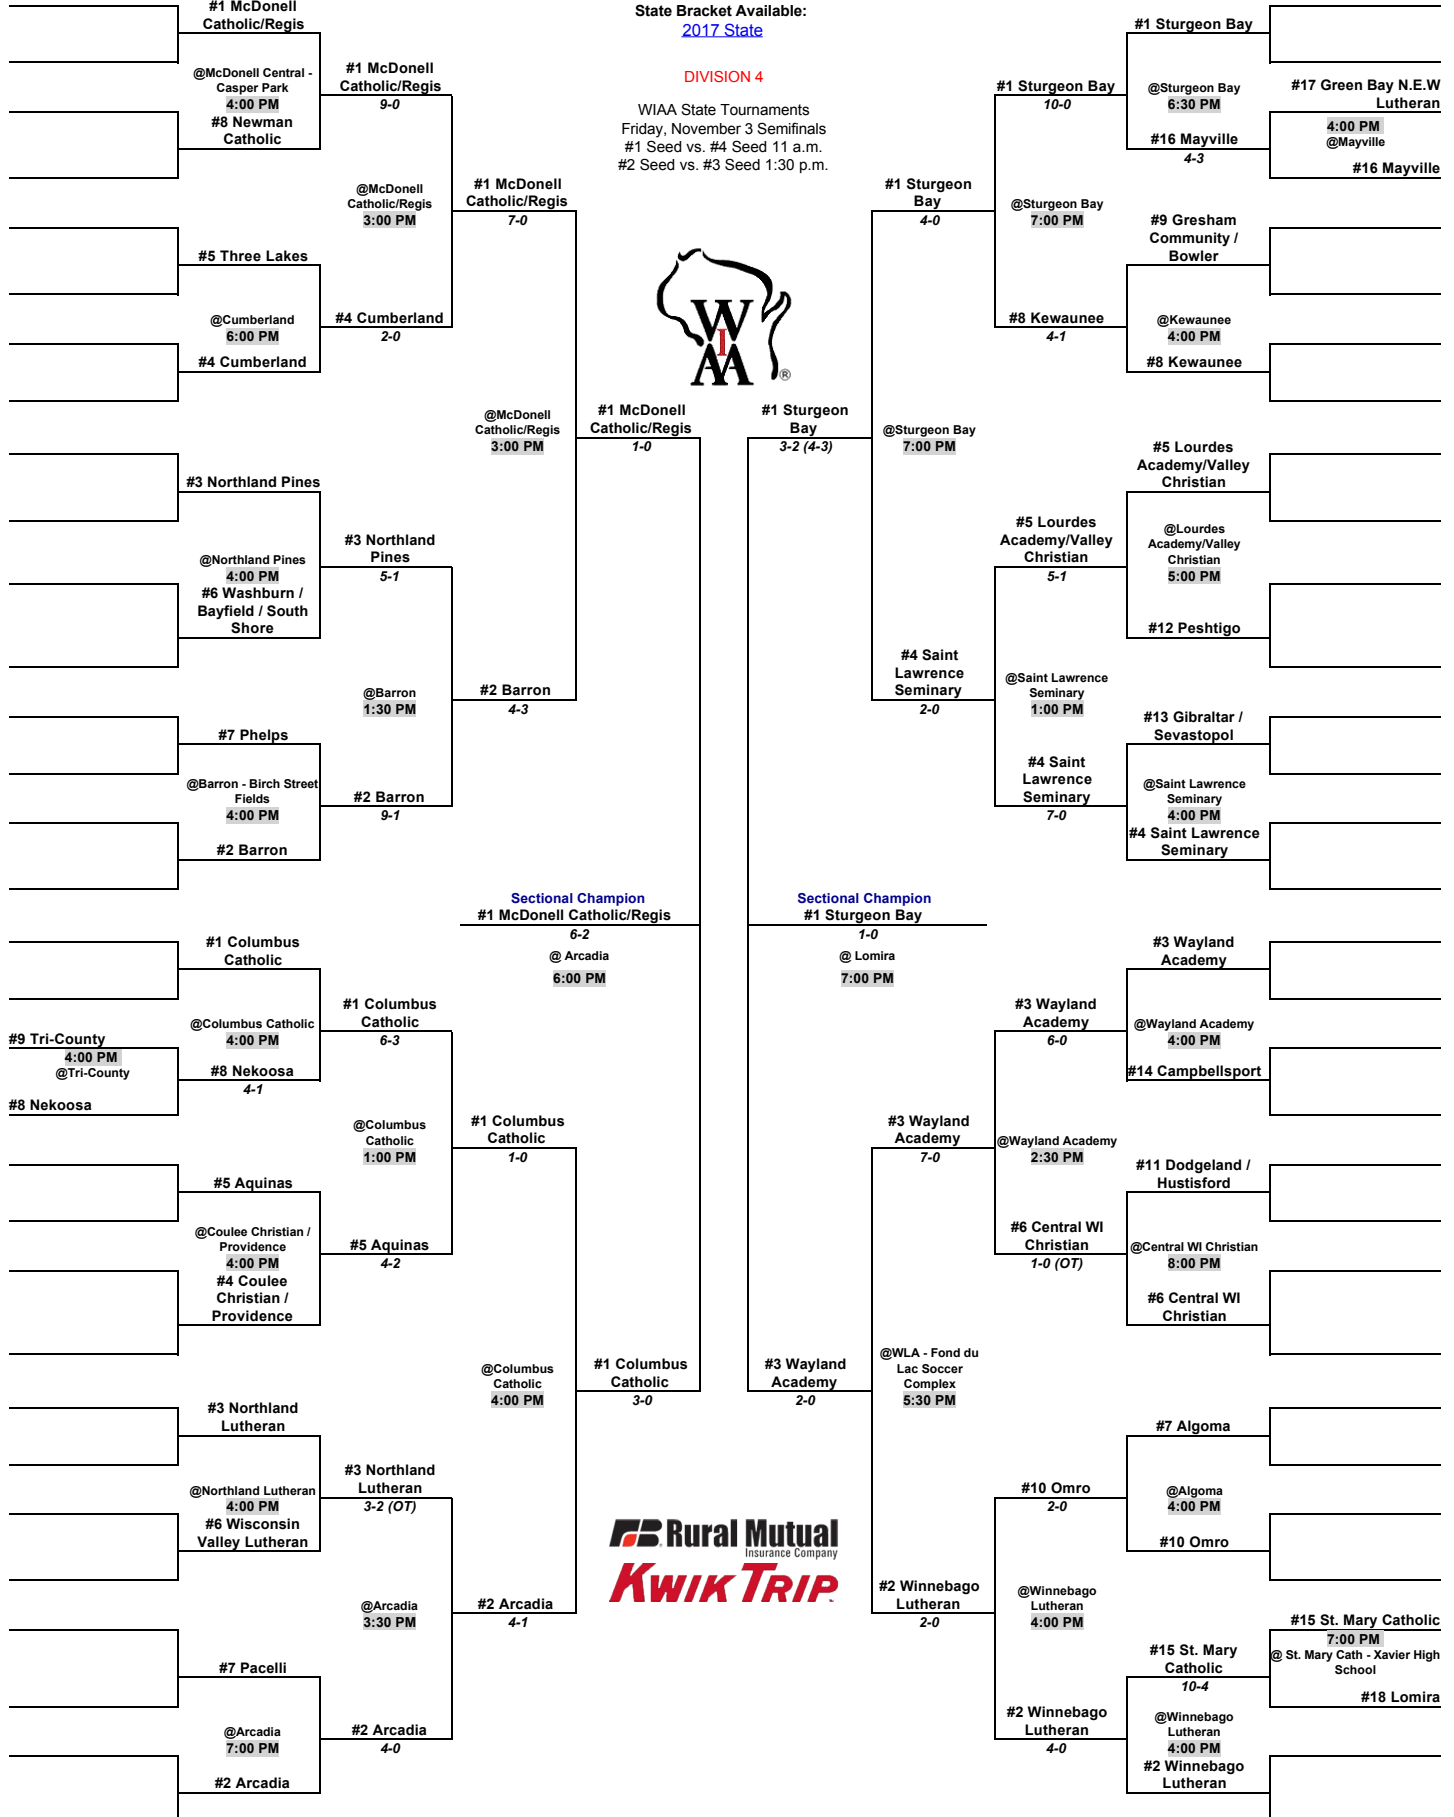 State Bracket Available:
2017 State
DIVISION 4
WIAA State Tournaments
Friday, November 3 Semifinals
#1 Seed vs. #4 Seed 11 a.m.
#2 Seed vs. #3 Seed 1:30 p.m.
#1 McDonell
Catholic/Regis
@McDonell Central -
Casper Park
4:00 PM
#8 Newman
Catholic
#1 McDonell
Catholic/Regis
9-0
@McDonell
Catholic/Regis
3:00 PM
#5 Three Lakes
@Cumberland
6:00 PM
#4 Cumberland
#4 Cumberland
2-0
#1 McDonell
Catholic/Regis
7-0
@McDonell
Catholic/Regis
3:00 PM
#3 Northland Pines
@Northland Pines
4:00 PM
#6 Washburn /
Bayfield / South
Shore
#3 Northland
Pines
5-1
@Barron
1:30 PM
#7 Phelps
@Barron - Birch Street
Fields
4:00 PM
#2 Barron
#2 Barron
9-1
#2 Barron
4-3
#1 McDonell
Catholic/Regis
1-0
Sectional Champion
#1 McDonell Catholic/Regis
6-2
@ Arcadia
6:00 PM
#1 Columbus
Catholic
@Columbus Catholic
4:00 PM
#9 Tri-County
4:00 PM
@Tri-County
#8 Nekoosa
#8 Nekoosa
4-1
#1 Columbus
Catholic
6-3
@Columbus
Catholic
1:00 PM
#5 Aquinas
@Coulee Christian /
Providence
4:00 PM
#4 Coulee
Christian /
Providence
#5 Aquinas
4-2
#1 Columbus
Catholic
1-0
@Columbus
Catholic
4:00 PM
#1 Columbus
Catholic
3-0
#3 Northland
Lutheran
@Northland Lutheran
4:00 PM
#6 Wisconsin
Valley Lutheran
#3 Northland
Lutheran
3-2 (OT)
@Arcadia
3:30 PM
#2 Arcadia
4-1
#7 Pacelli
@Arcadia
7:00 PM
#2 Arcadia
#2 Arcadia
4-0
WIAA
®
#1 Sturgeon Bay
@Sturgeon Bay
6:30 PM
#17 Green Bay N.E.W
Lutheran
4:00 PM
@Mayville
#16 Mayville
#16 Mayville
4-3
#1 Sturgeon Bay
10-0
@Sturgeon Bay
7:00 PM
#9 Gresham
Community /
Bowler
@Kewaunee
4:00 PM
#8 Kewaunee
#8 Kewaunee
4-1
#1 Sturgeon
Bay
4-0
@Sturgeon Bay
7:00 PM
#1 Sturgeon
Bay
3-2 (4-3)
#5 Lourdes
Academy/Valley
Christian
@Lourdes
Academy/Valley
Christian
5:00 PM
#12 Peshtigo
#5 Lourdes
Academy/Valley
Christian
5-1
@Saint Lawrence
Seminary
1:00 PM
#4 Saint
Lawrence
Seminary
2-0
#13 Gibraltar /
Sevastopol
@Saint Lawrence
Seminary
4:00 PM
#4 Saint Lawrence
Seminary
#4 Saint
Lawrence
Seminary
7-0
Sectional Champion
#1 Sturgeon Bay
1-0
@ Lomira
7:00 PM
#3 Wayland
Academy
@Wayland Academy
4:00 PM
#14 Campbellsport
#3 Wayland
Academy
6-0
@Wayland Academy
2:30 PM
#3 Wayland
Academy
7-0
#11 Dodgeland /
Hustisford
@Central WI Christian
8:00 PM
#6 Central WI
Christian
#6 Central WI
Christian
1-0 (OT)
@WLA - Fond du
Lac Soccer
Complex
5:30 PM
#3 Wayland
Academy
2-0
#7 Algoma
@Algoma
4:00 PM
#10 Omro
#10 Omro
2-0
@Winnebago
Lutheran
4:00 PM
#2 Winnebago
Lutheran
2-0
#15 St. Mary Catholic
7:00 PM
@ St. Mary Cath - Xavier High
School
#18 Lomira
#15 St. Mary
Catholic
10-4
@Winnebago
Lutheran
4:00 PM
#2 Winnebago
Lutheran
#2 Winnebago
Lutheran
4-0
Rural Mutual
Insurance Company
KWIK TRIP